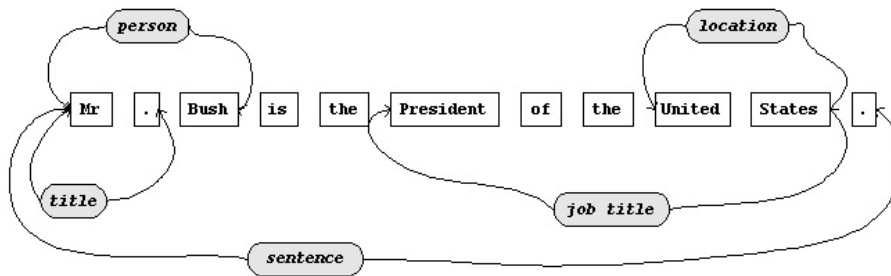 person location
Mr . Bush is the President of the United States .
title job title
sentence